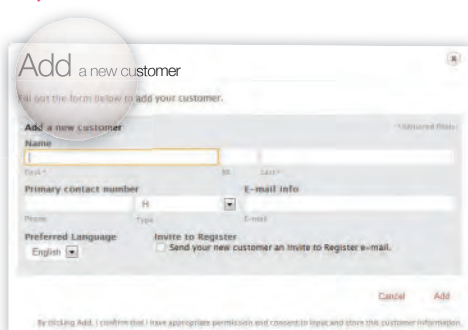 Add a new customer
Fill out the form below to add your customer.
Add a new customer
*Required fields
Name
First * MI Last *
Primary contact number E-mail Info
H
Phone Type E-mail
Preferred Language Invite to Register
English Send your new customer an Invite to Register e-mail.
Cancel Add
By clicking Add, I confirm that I have appropriate permission and consent to input and store this customer information